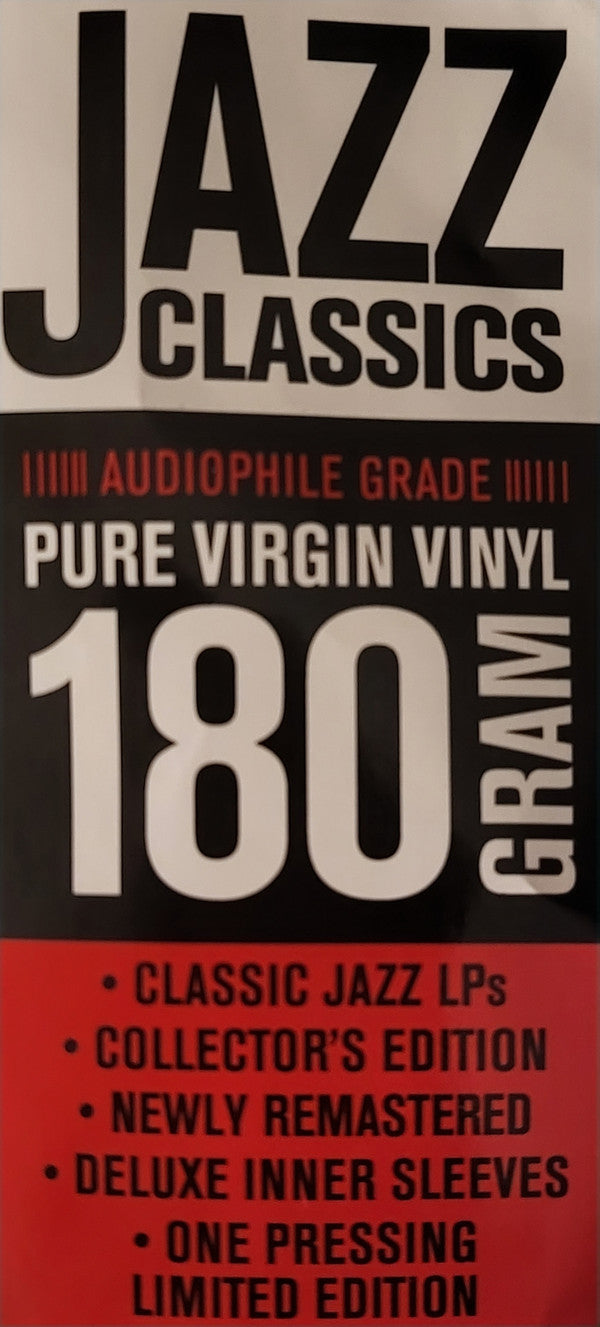 JAZZ
CLASSICS
AUDIOPHILE GRADE
PURE VIRGIN VINYL
180 GRAM
• CLASSIC JAZZ LPs
• COLLECTOR'S EDITION
• NEWLY REMASTERED
• DELUXE INNER SLEEVES
• ONE PRESSING
LIMITED EDITION